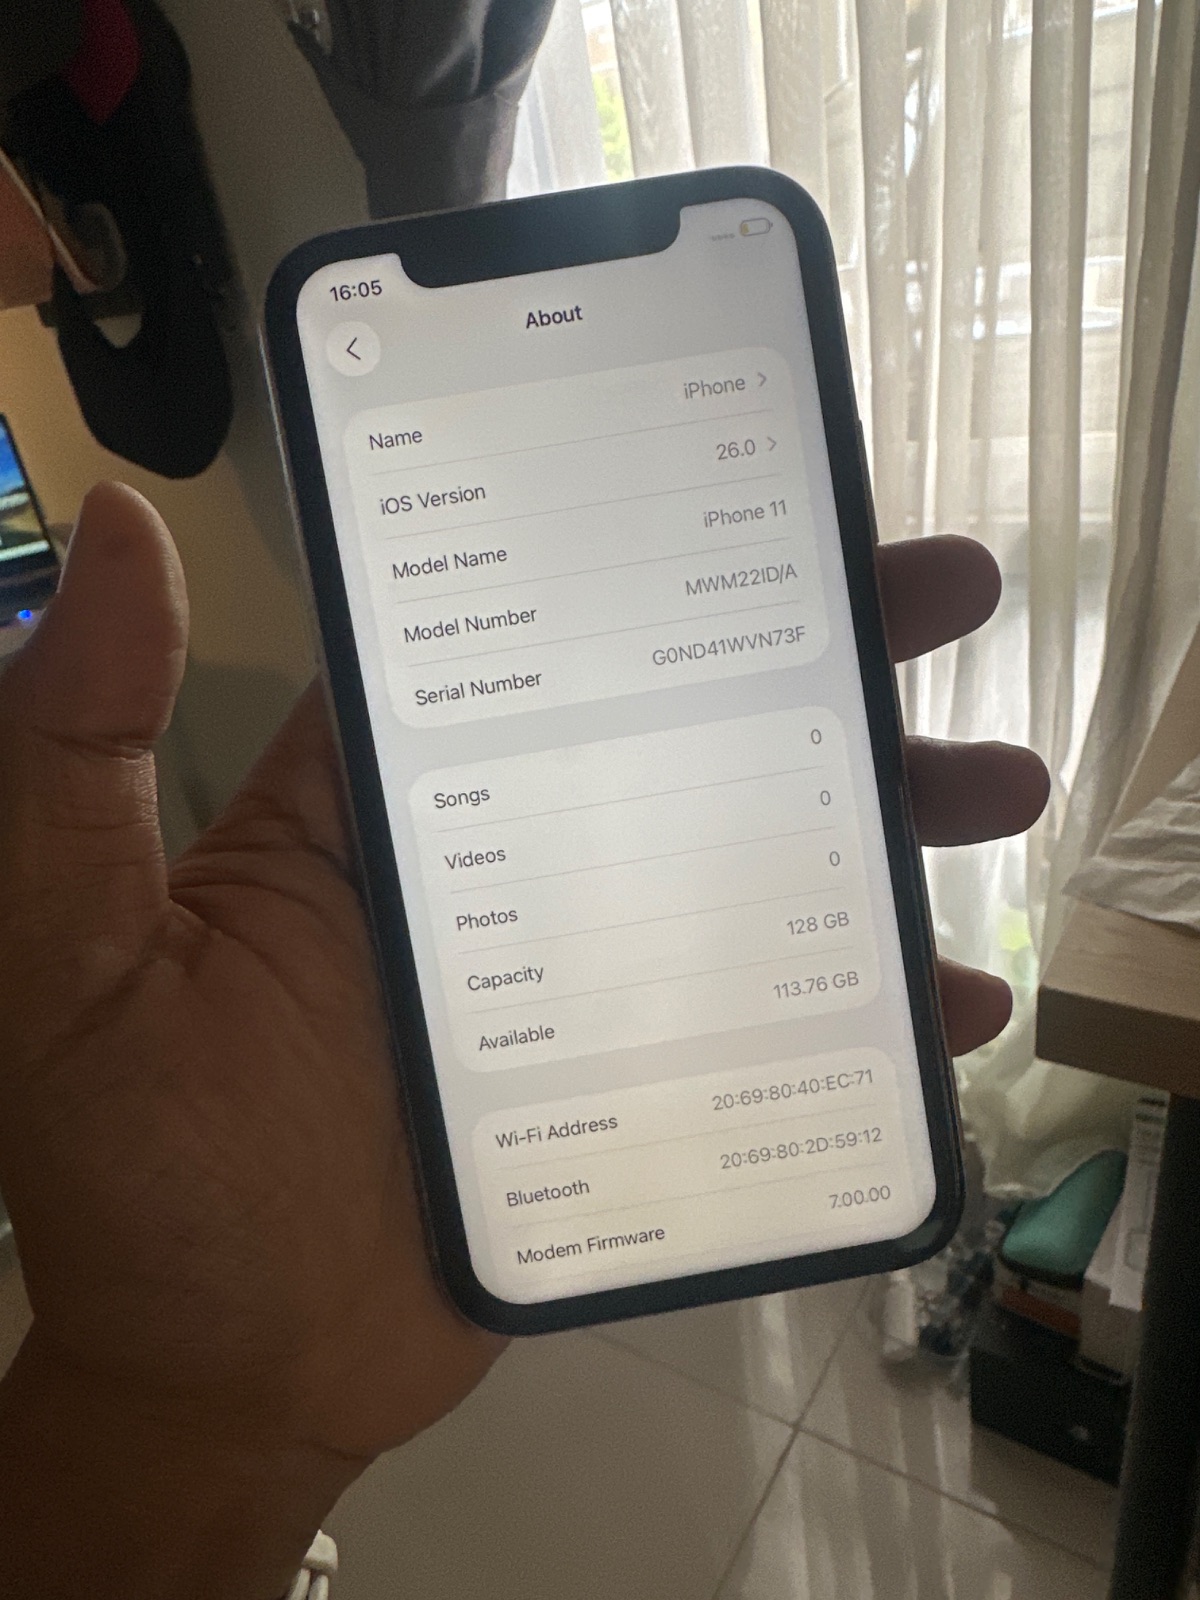 16:05
About
Name iPhone
iOS Version 26.0
Model Name iPhone 11
Model Number MWM22ID/A
Serial Number G0ND41WVN73F
Songs 0
Videos 0
Photos 0
Capacity 128 GB
Available 113.76 GB
Wi-Fi Address 20:69:80:40:EC:71
Bluetooth 20:69:80:2D:59:12
Modem Firmware 7.00.00